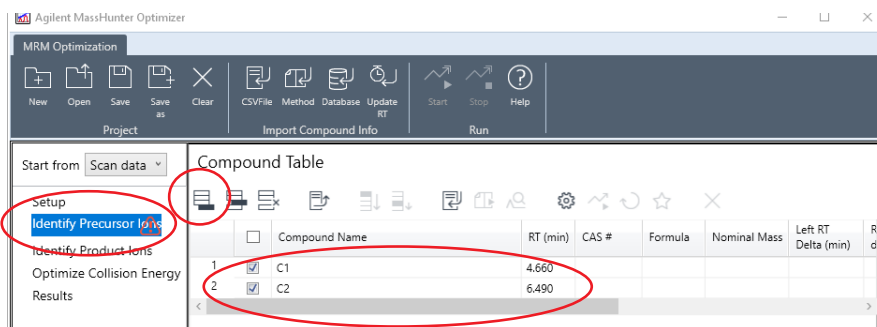 Agilent MassHunter Optimizer
MRM Optimization
New Open Save Save as Clear CSVFile Method Database Update RT Start Stop Help
Project Import Compound Info Run
Start from Scan data
Compound Table
Setup
Identify Precursor Ions
Identify Product Ions
Optimize Collision Energy
Results
Compound Name RT (min) CAS # Formula Nominal Mass Left RT Delta (min) R d
1 C1 4.660
2 C2 6.490